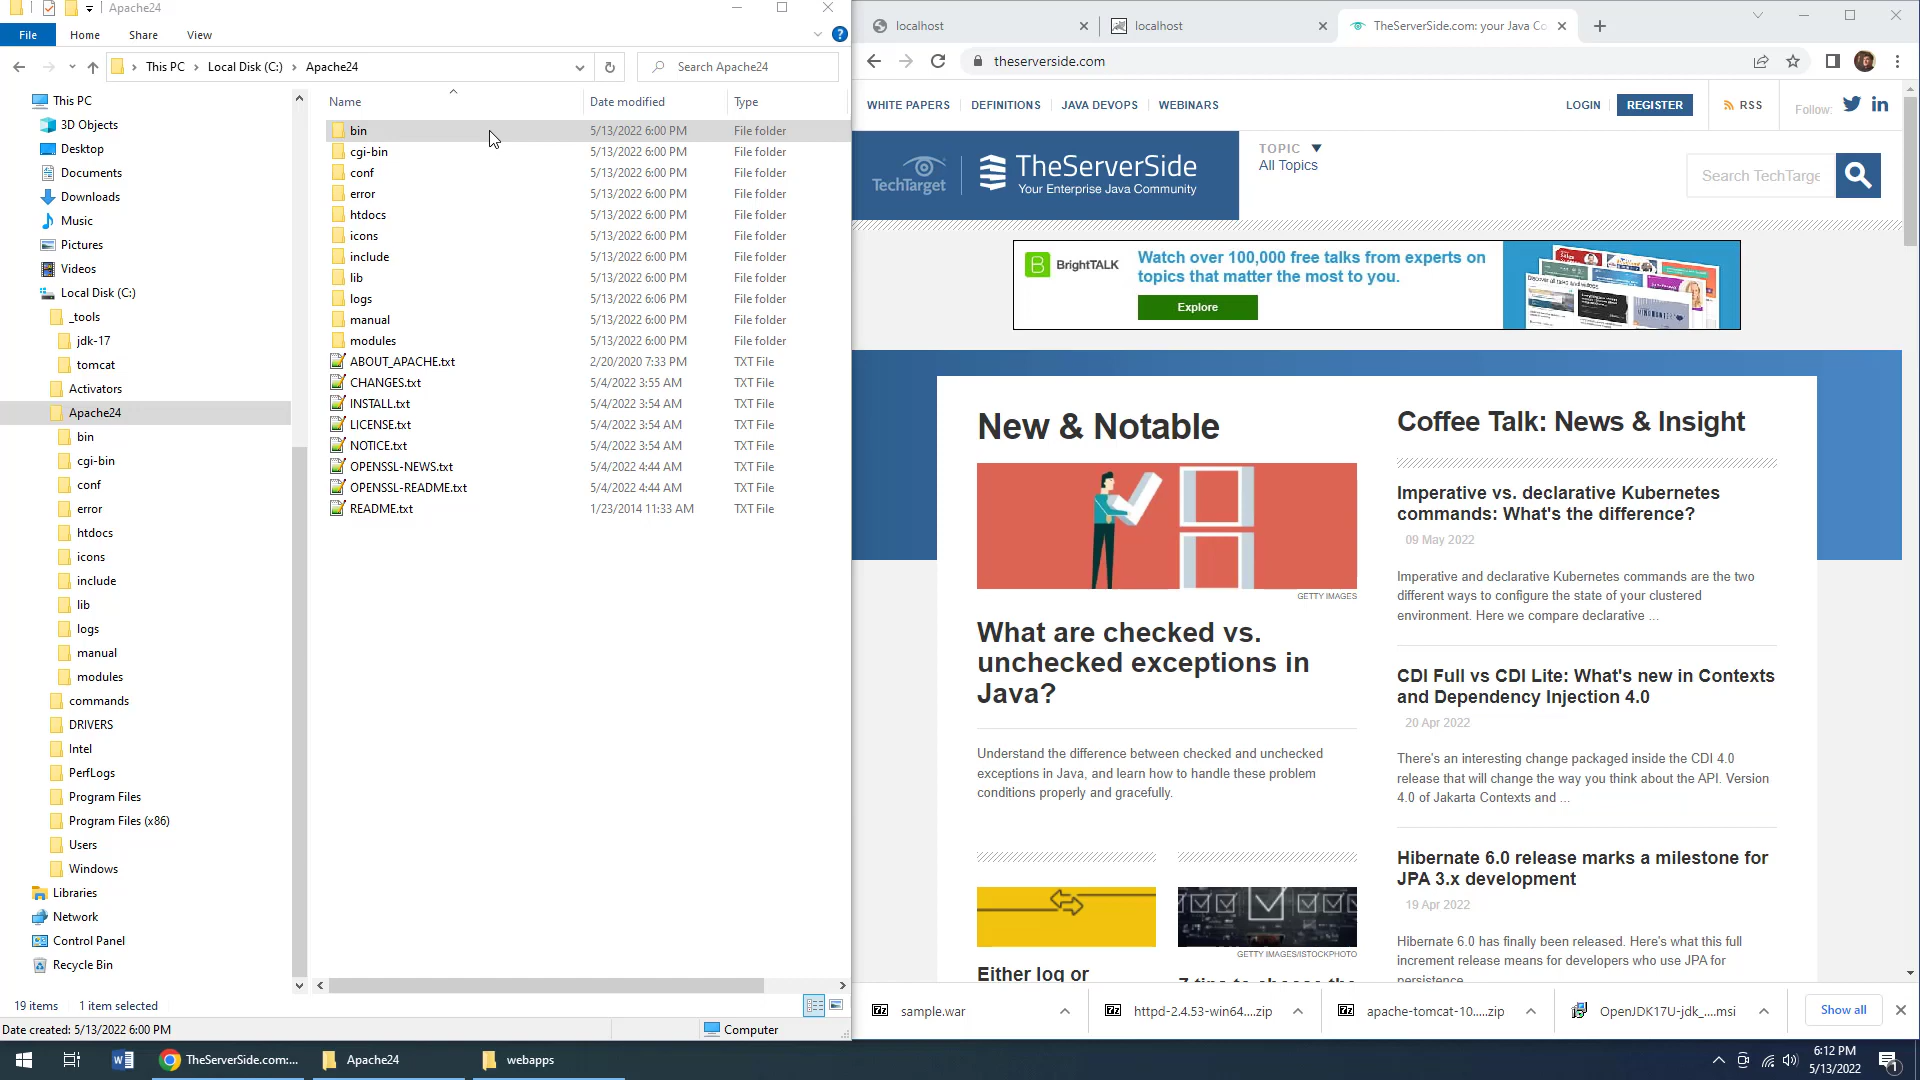 Apache24
File
Home
Share
View
This PC
Local Disk (C:)
Apache24
Search Apache24
This PC
3D Objects
Desktop
Documents
Downloads
Music
Pictures
Videos
Local Disk (C:)
_tools
jdk-17
tomcat
Activators
Apache24
bin
cgi-bin
conf
error
htdocs
icons
include
lib
logs
manual
modules
commands
DRIVERS
Intel
PerfLogs
Program Files
Program Files (x86)
Users
Windows
Libraries
Network
Control Panel
Recycle Bin
Name Date modified Type
bin 5/13/2022 6:00 PM File folder
cgi-bin 5/13/2022 6:00 PM File folder
conf 5/13/2022 6:00 PM File folder
error 5/13/2022 6:00 PM File folder
htdocs 5/13/2022 6:00 PM File folder
icons 5/13/2022 6:00 PM File folder
include 5/13/2022 6:00 PM File folder
lib 5/13/2022 6:00 PM File folder
logs 5/13/2022 6:06 PM File folder
manual 5/13/2022 6:00 PM File folder
modules 5/13/2022 6:00 PM File folder
ABOUT_APACHE.txt 2/20/2020 7:33 PM TXT File
CHANGES.txt 5/4/2022 3:55 AM TXT File
INSTALL.txt 5/4/2022 3:54 AM TXT File
LICENSE.txt 5/4/2022 3:54 AM TXT File
NOTICE.txt 5/4/2022 3:54 AM TXT File
OPENSSL-NEWS.txt 5/4/2022 4:44 AM TXT File
OPENSSL-README.txt 5/4/2022 4:44 AM TXT File
README.txt 1/23/2014 11:33 AM TXT File
19 items 1 item selected
Date created: 5/13/2022 6:00 PM
Computer
localhost
localhost
TheServerSide.com: your Java Co
theserverside.com
WHITE PAPERS
DEFINITIONS
JAVA DEVOPS
WEBINARS
LOGIN
REGISTER
RSS
Follow:
TechTarget
TheServerSide
Your Enterprise Java Community
TOPIC
All Topics
Search TechTarge
BrightTALK
Watch over 100,000 free talks from experts on
topics that matter the most to you.
Explore
New & Notable
GETTY IMAGES
What are checked vs.
unchecked exceptions in
Java?
Understand the difference between checked and unchecked
exceptions in Java, and learn how to handle these problem
conditions properly and gracefully.
Either log or
GETTY IMAGES/ISTOCKPHOTO
7 tips to choose the
Coffee Talk: News & Insight
Imperative vs. declarative Kubernetes
commands: What's the difference?
09 May 2022
Imperative and declarative Kubernetes commands are the two
different ways to configure the state of your clustered
environment. Here we compare declarative ...
CDI Full vs CDI Lite: What's new in Contexts
and Dependency Injection 4.0
20 Apr 2022
There's an interesting change packaged inside the CDI 4.0
release that will change the way you think about the API. Version
4.0 of Jakarta Contexts and ...
Hibernate 6.0 release marks a milestone for
JPA 3.x development
19 Apr 2022
Hibernate 6.0 has finally been released. Here's what this full
increment release means for developers who use JPA for
persistence.
sample.war
httpd-2.4.53-win64....zip
apache-tomcat-10.....zip
OpenJDK17U-jdk_....msi
Show all
TheServerSide.com:...
Apache24
webapps
6:12 PM
5/13/2022
1